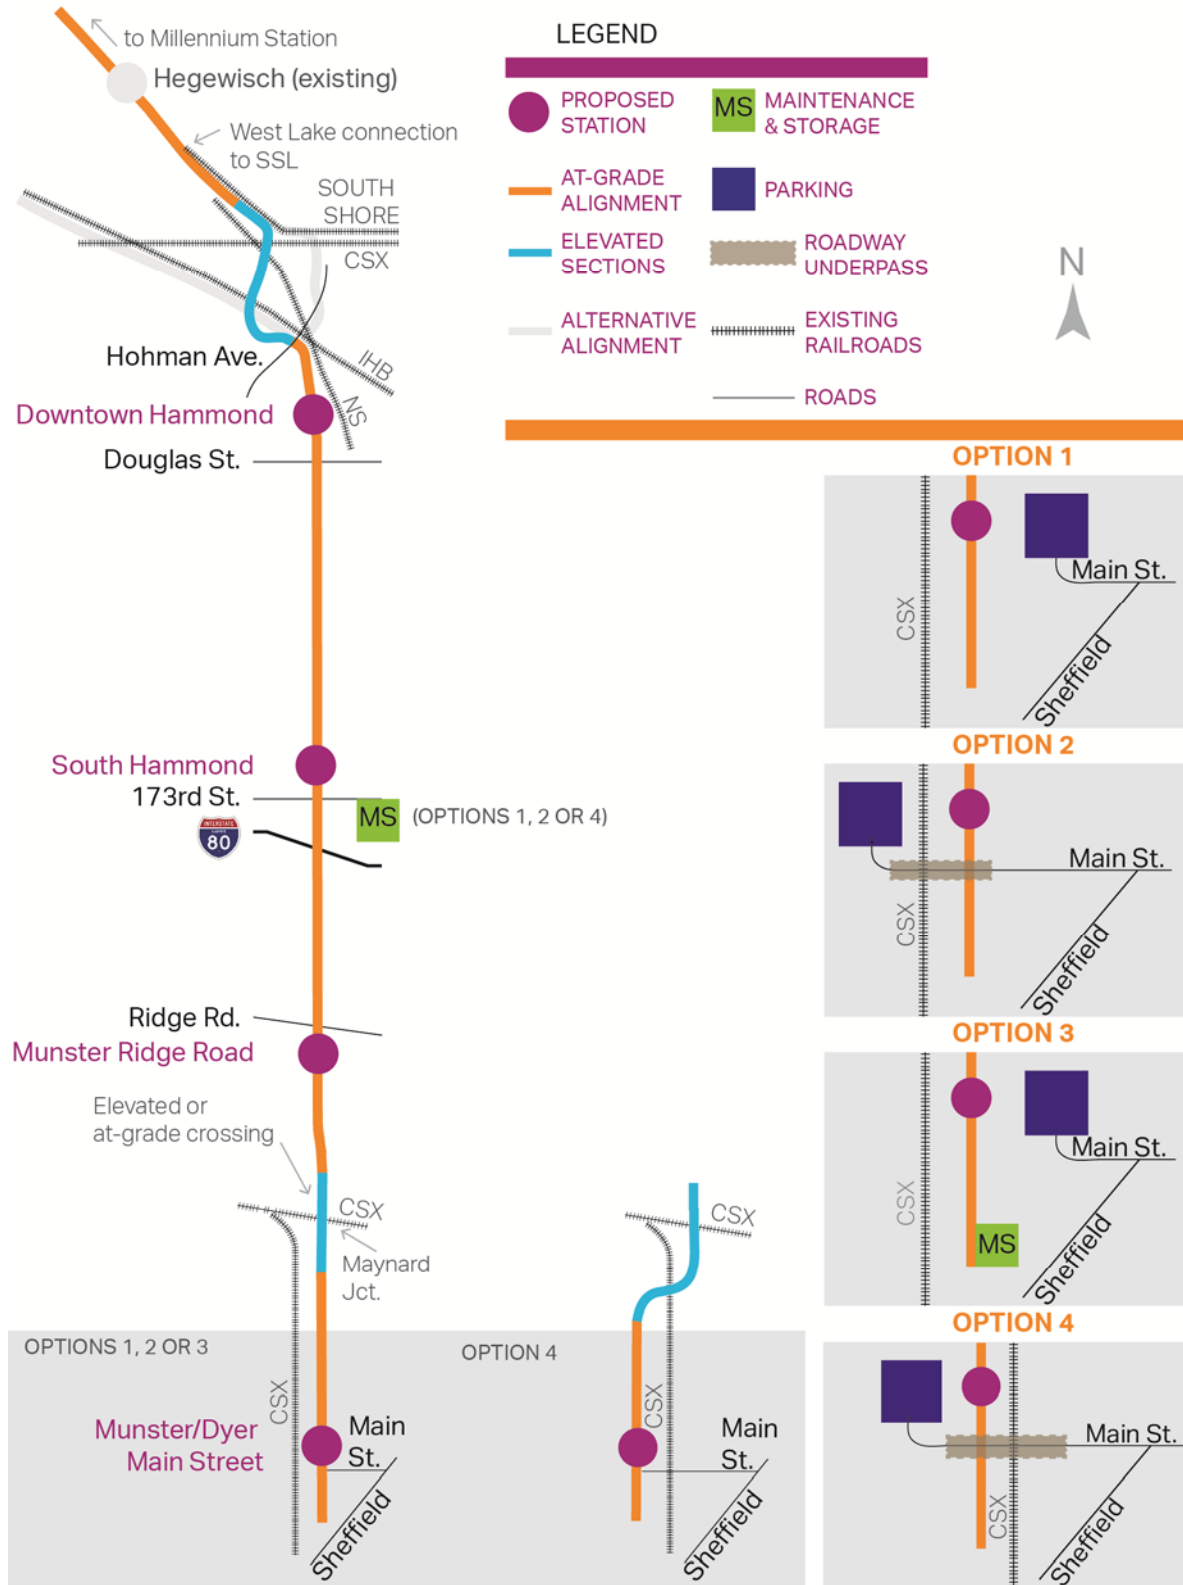 to Millennium Station
Hegewisch (existing)
West Lake connection
to SSL
SOUTH
SHORE
CSX
Hohman Ave.
IHB
NS
Downtown Hammond
Douglas St.
South Hammond
173rd St.
INTERSTATE
80
MS
(OPTIONS 1, 2 OR 4)
Ridge Rd.
Munster Ridge Road
Elevated or
at-grade crossing
CSX
Maynard
Jct.
OPTIONS 1, 2 OR 3
CSX
Munster/Dyer
Main Street
Main
St.
Sheffield
CSX
OPTION 4
CSX
Main
St.
Sheffield
LEGEND
PROPOSED
STATION
MS
MAINTENANCE
& STORAGE
AT-GRADE
ALIGNMENT
PARKING
ELEVATED
SECTIONS
ROADWAY
UNDERPASS
ALTERNATIVE
ALIGNMENT
EXISTING
RAILROADS
ROADS
N
OPTION 1
CSX
Main St.
Sheffield
OPTION 2
CSX
Main St.
Sheffield
OPTION 3
CSX
Main St.
MS
Sheffield
OPTION 4
CSX
Main St.
Sheffield